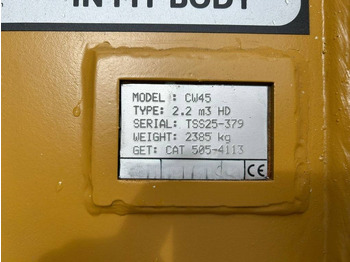 IN MY BODY
MODEL : CW45
TYPE: 2.2 m3 HD
SERIAL: TSS25-379
WEIGHT: 2385 kg
GET: CAT 505-4113
CE